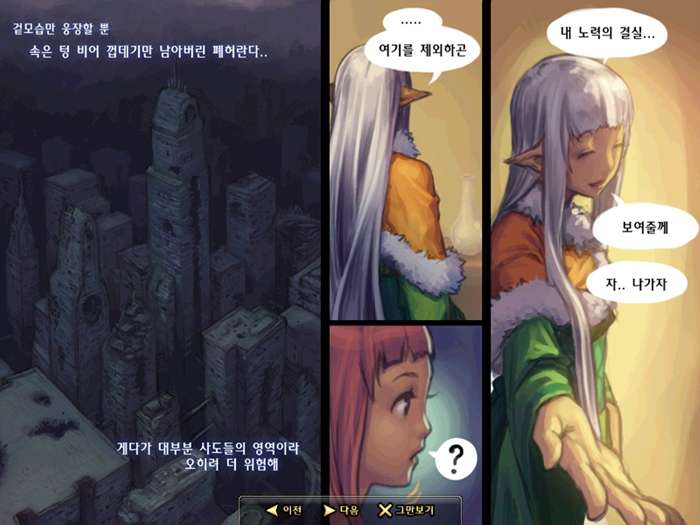 겉모습만 웅장할 뿐
속은 텅 비어 껍데기만 남아버린 폐허란다..
게다가 대부분 사도들의 영역이라
오히려 더 위험해
.....
여기를 제외하곤
?
내 노력의 결실...
보여줄께
자.. 나가자
이전 다음 그만보기